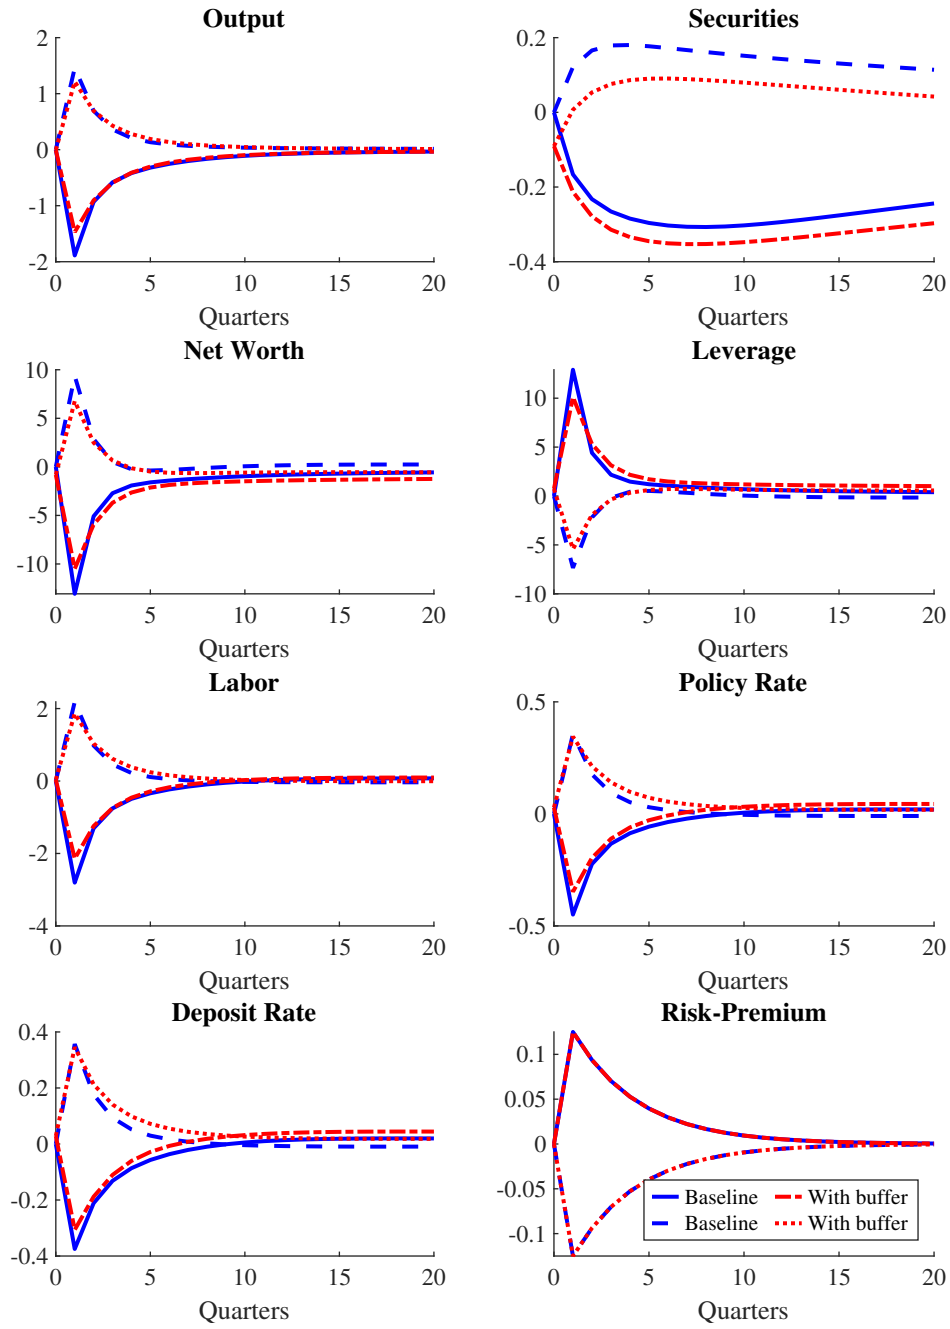 Output
2
1
0
-1
-2
0 5 10 15 20
Quarters
Securities
0.2
0
-0.2
-0.4
0 5 10 15 20
Quarters
Net Worth
10
5
0
-5
-10
0 5 10 15 20
Quarters
Leverage
10
5
0
-5
-10
0 5 10 15 20
Quarters
Labor
2
0
-2
-4
0 5 10 15 20
Quarters
Policy Rate
0.5
0
-0.5
0 5 10 15 20
Quarters
Deposit Rate
0.4
0.2
0
-0.2
-0.4
0 5 10 15 20
Quarters
Risk-Premium
0.1
0.05
0
-0.05
-0.1
Baseline With buffer
Baseline With buffer
0 5 10 15 20
Quarters